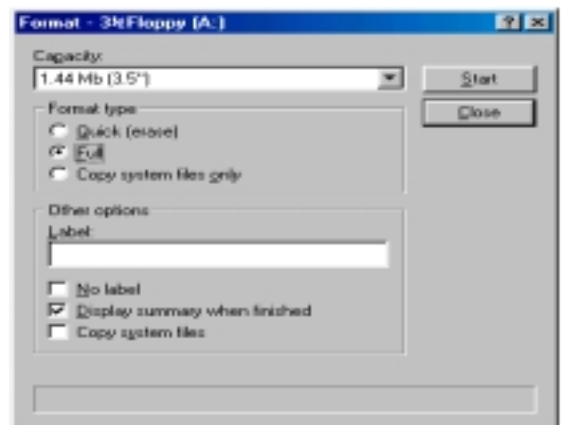 Format - 3½ Floppy (A:)
Capacity:
1.44 Mb (3.5")
Start
Format type
Close
Quick (erase)
Full
Copy system files only
Other options
Label:
No label
Display summary when finished
Copy system files